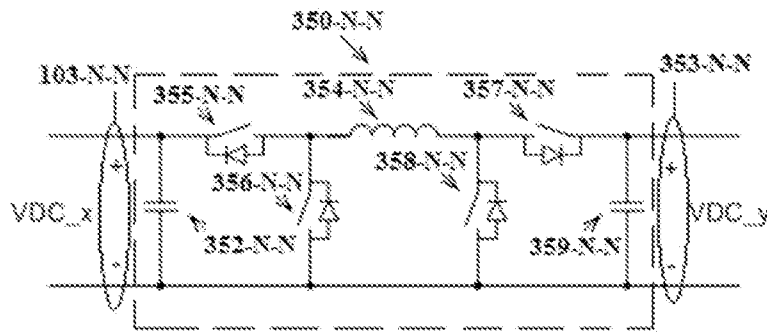 350-N-N
103-N-N
353-N-N
355-N-N
354-N-N
357-N-N
356-N-N
358-N-N
VDC_x
VDC_y
352-N-N
359-N-N
+
+
-
-